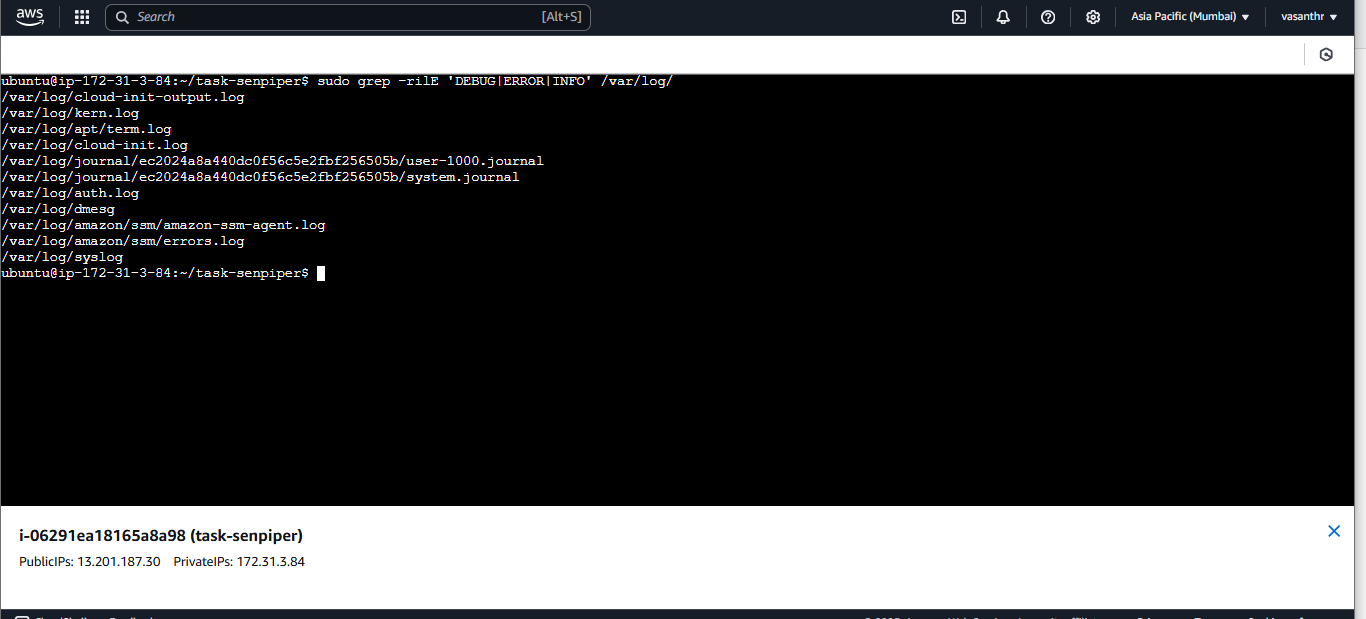 aws
Search [Alt+S]
Asia Pacific (Mumbai) vasanthr
ubuntu@ip-172-31-3-84:~/task-senpiper$ sudo grep -rilE 'DEBUG|ERROR|INFO' /var/log/
/var/log/cloud-init-output.log
/var/log/kern.log
/var/log/apt/term.log
/var/log/cloud-init.log
/var/log/journal/ec2024a8a440dc0f56c5e2fbf256505b/user-1000.journal
/var/log/journal/ec2024a8a440dc0f56c5e2fbf256505b/system.journal
/var/log/auth.log
/var/log/dmesg
/var/log/amazon/ssm/amazon-ssm-agent.log
/var/log/amazon/ssm/errors.log
/var/log/syslog
ubuntu@ip-172-31-3-84:~/task-senpiper$
i-06291ea18165a8a98 (task-senpiper)
PublicIPs: 13.201.187.30 PrivateIPs: 172.31.3.84